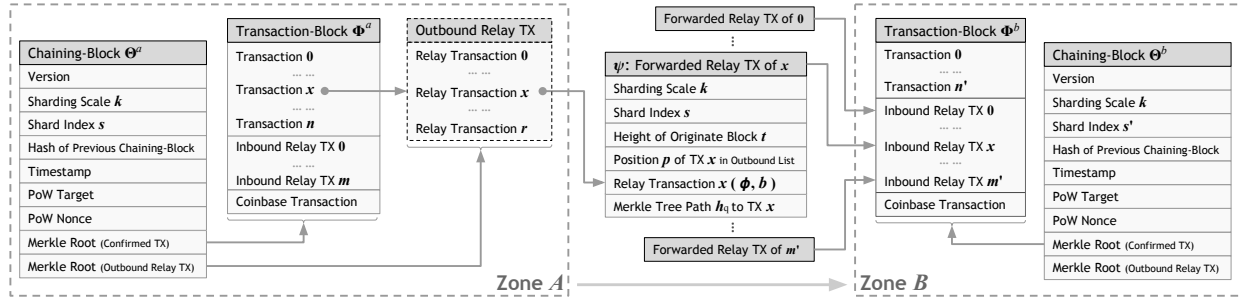 Chaining-Block Θᵃ
Version
Sharding Scale k
Shard Index s
Hash of Previous Chaining-Block
Timestamp
PoW Target
PoW Nonce
Merkle Root (Confirmed TX)
Merkle Root (Outbound Relay TX)
Transaction-Block Φᵃ
Transaction 0
... ...
Transaction x
... ...
Transaction n
Inbound Relay TX 0
... ...
Inbound Relay TX m
Coinbase Transaction
Outbound Relay TX
Relay Transaction 0
... ...
Relay Transaction x
... ...
Relay Transaction r
Zone A
Forwarded Relay TX of 0
ψ: Forwarded Relay TX of x
Sharding Scale k
Shard Index s
Height of Originate Block t
Position p of TX x in Outbound List
Relay Transaction x ( ϕ, b )
Merkle Tree Path hq to TX x
Forwarded Relay TX of m'
Transaction-Block Φᵇ
Transaction 0
... ...
Transaction n'
Inbound Relay TX 0
... ...
Inbound Relay TX x
... ...
Inbound Relay TX m'
Coinbase Transaction
Chaining-Block Θᵇ
Version
Sharding Scale k
Shard Index s'
Hash of Previous Chaining-Block
Timestamp
PoW Target
PoW Nonce
Merkle Root (Confirmed TX)
Merkle Root (Outbound Relay TX)
Zone B